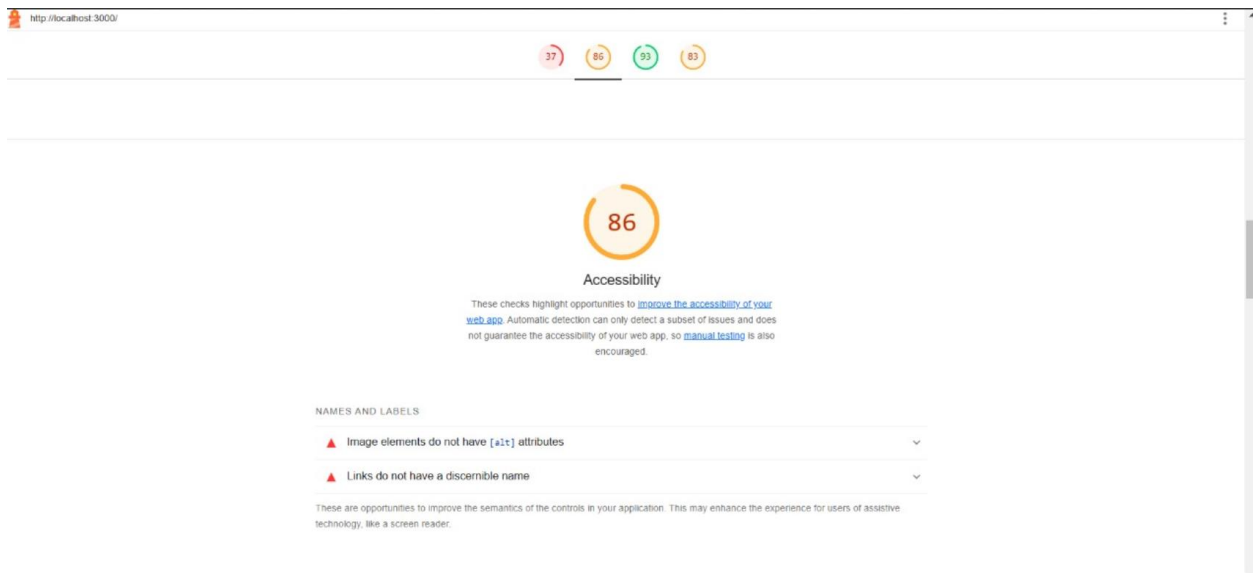 http://localhost:3000/
37 86 93 83
86
Accessibility
These checks highlight opportunities to improve the accessibility of your
web app. Automatic detection can only detect a subset of issues and does
not guarantee the accessibility of your web app, so manual testing is also
encouraged.
NAMES AND LABELS
Image elements do not have [alt] attributes
Links do not have a discernible name
These are opportunities to improve the semantics of the controls in your application. This may enhance the experience for users of assistive
technology, like a screen reader.